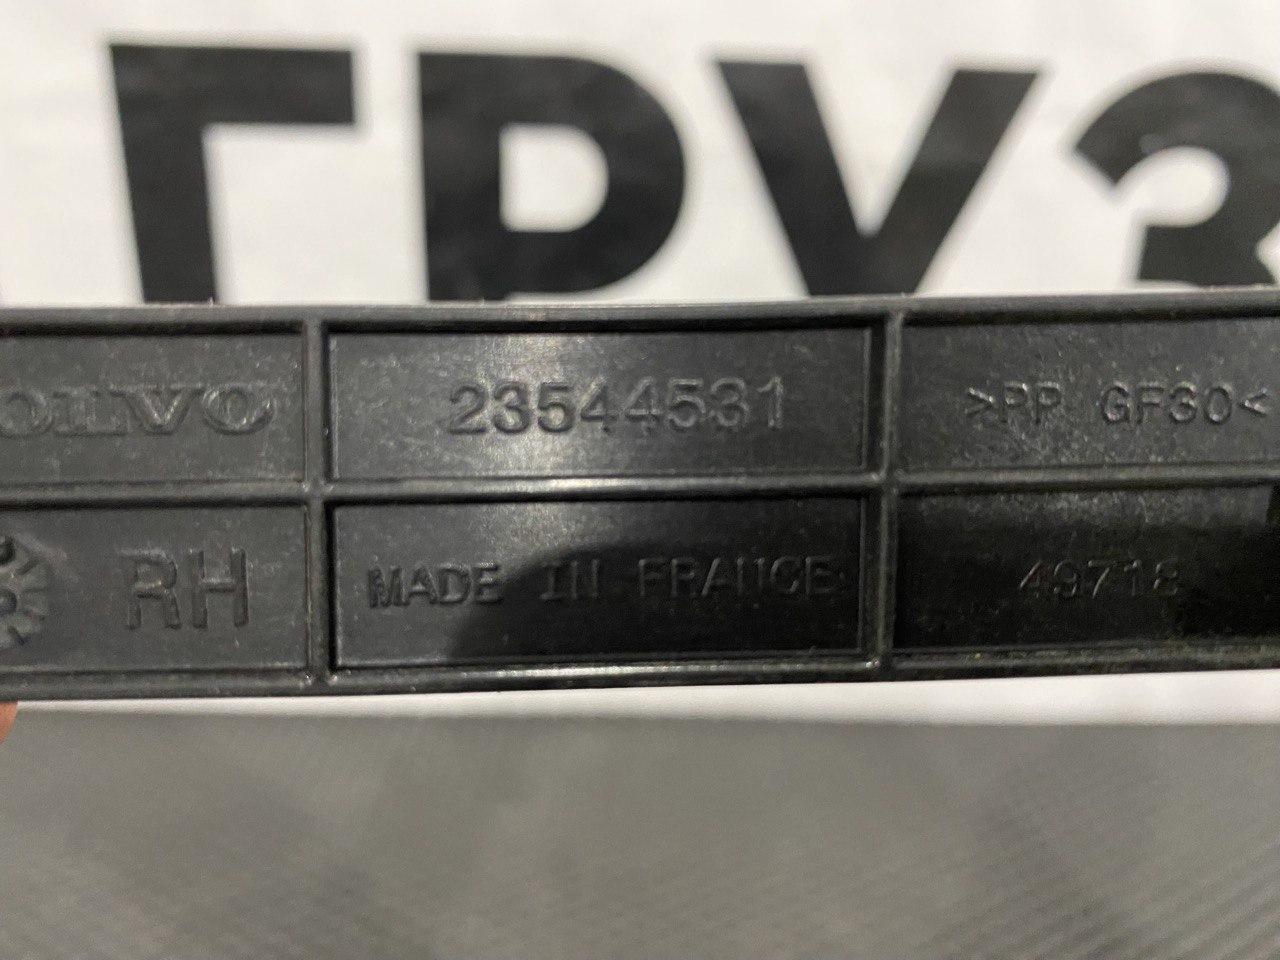 ГРУЗ
VOLVO 23544531 >PP GF30<
RH MADE IN FRANCE 49718